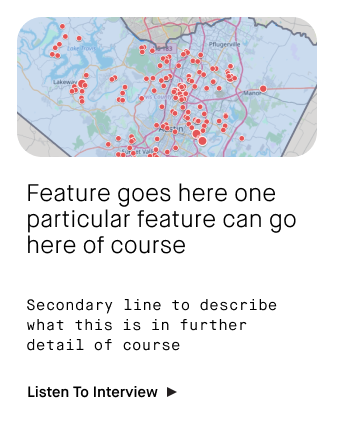 Pflugerville
Lakeway
Manor
Austin
Feature goes here one
particular feature can go
here of course
Secondary line to describe
what this is in further
detail of course
Listen To Interview ▶